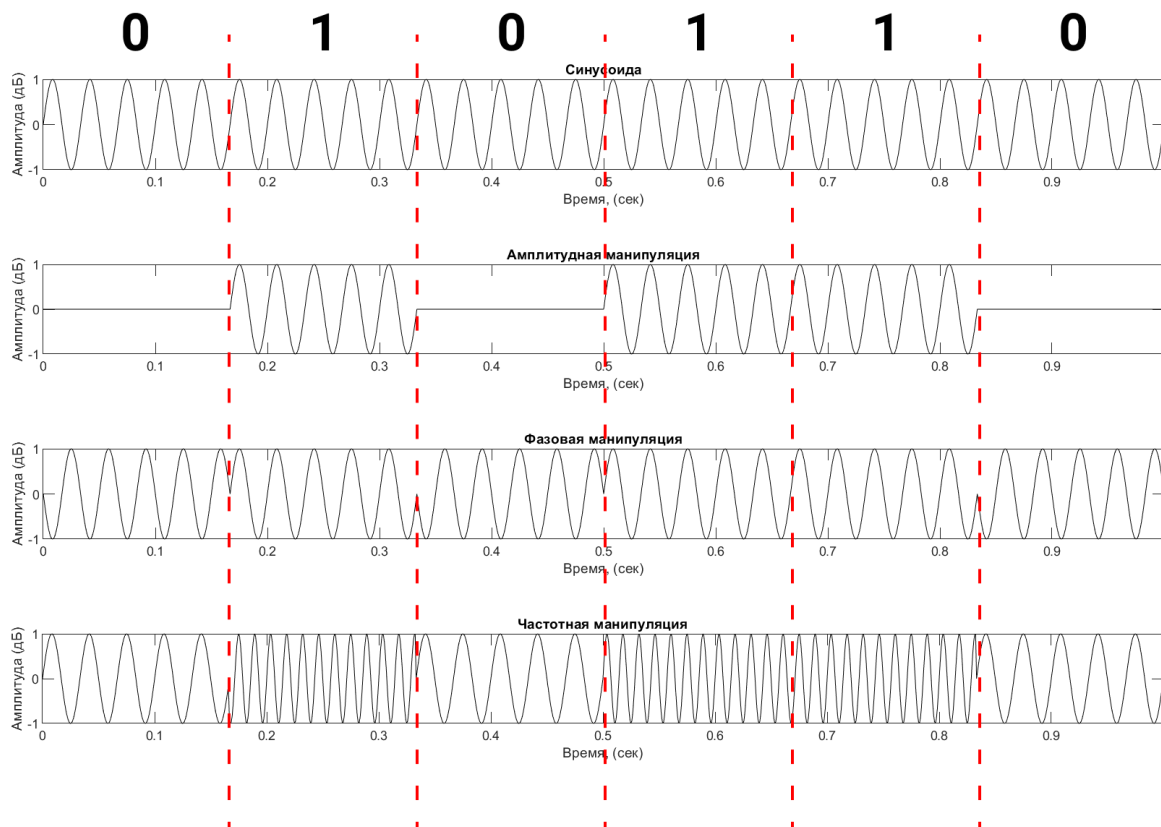 0 1 0 1 1 0
Синусоида
Амплитуда (дБ)
1
0
-1
0 0.1 0.2 0.3 0.4 0.5 0.6 0.7 0.8 0.9
Время, (сек)
Амплитудная манипуляция
Амплитуда (дБ)
1
0
-1
0 0.1 0.2 0.3 0.4 0.5 0.6 0.7 0.8 0.9
Время, (сек)
Фазовая манипуляция
Амплитуда (дБ)
1
0
-1
0 0.1 0.2 0.3 0.4 0.5 0.6 0.7 0.8 0.9
Время, (сек)
Частотная манипуляция
Амплитуда (дБ)
1
0
-1
0 0.1 0.2 0.3 0.4 0.5 0.6 0.7 0.8 0.9
Время, (сек)